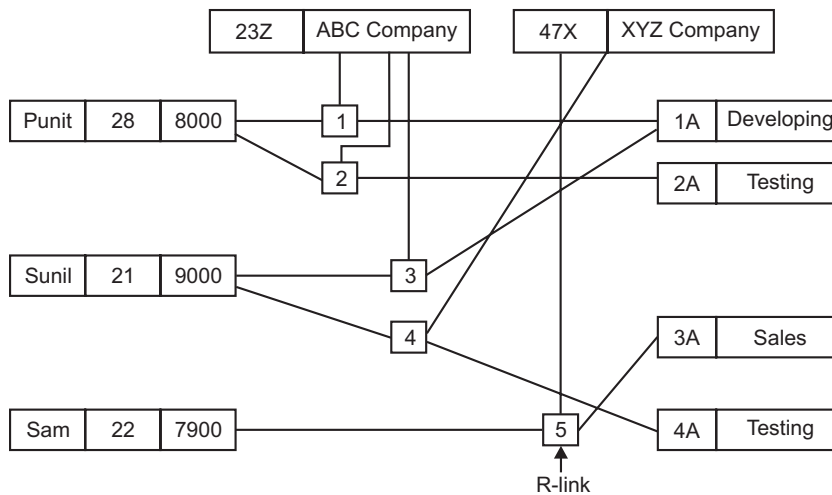 23Z ABC Company 47X XYZ Company
Punit 28 8000 1 1A Developing
2 2A Testing
Sunil 21 9000 3
4 3A Sales
Sam 22 7900 5 4A Testing
R-link